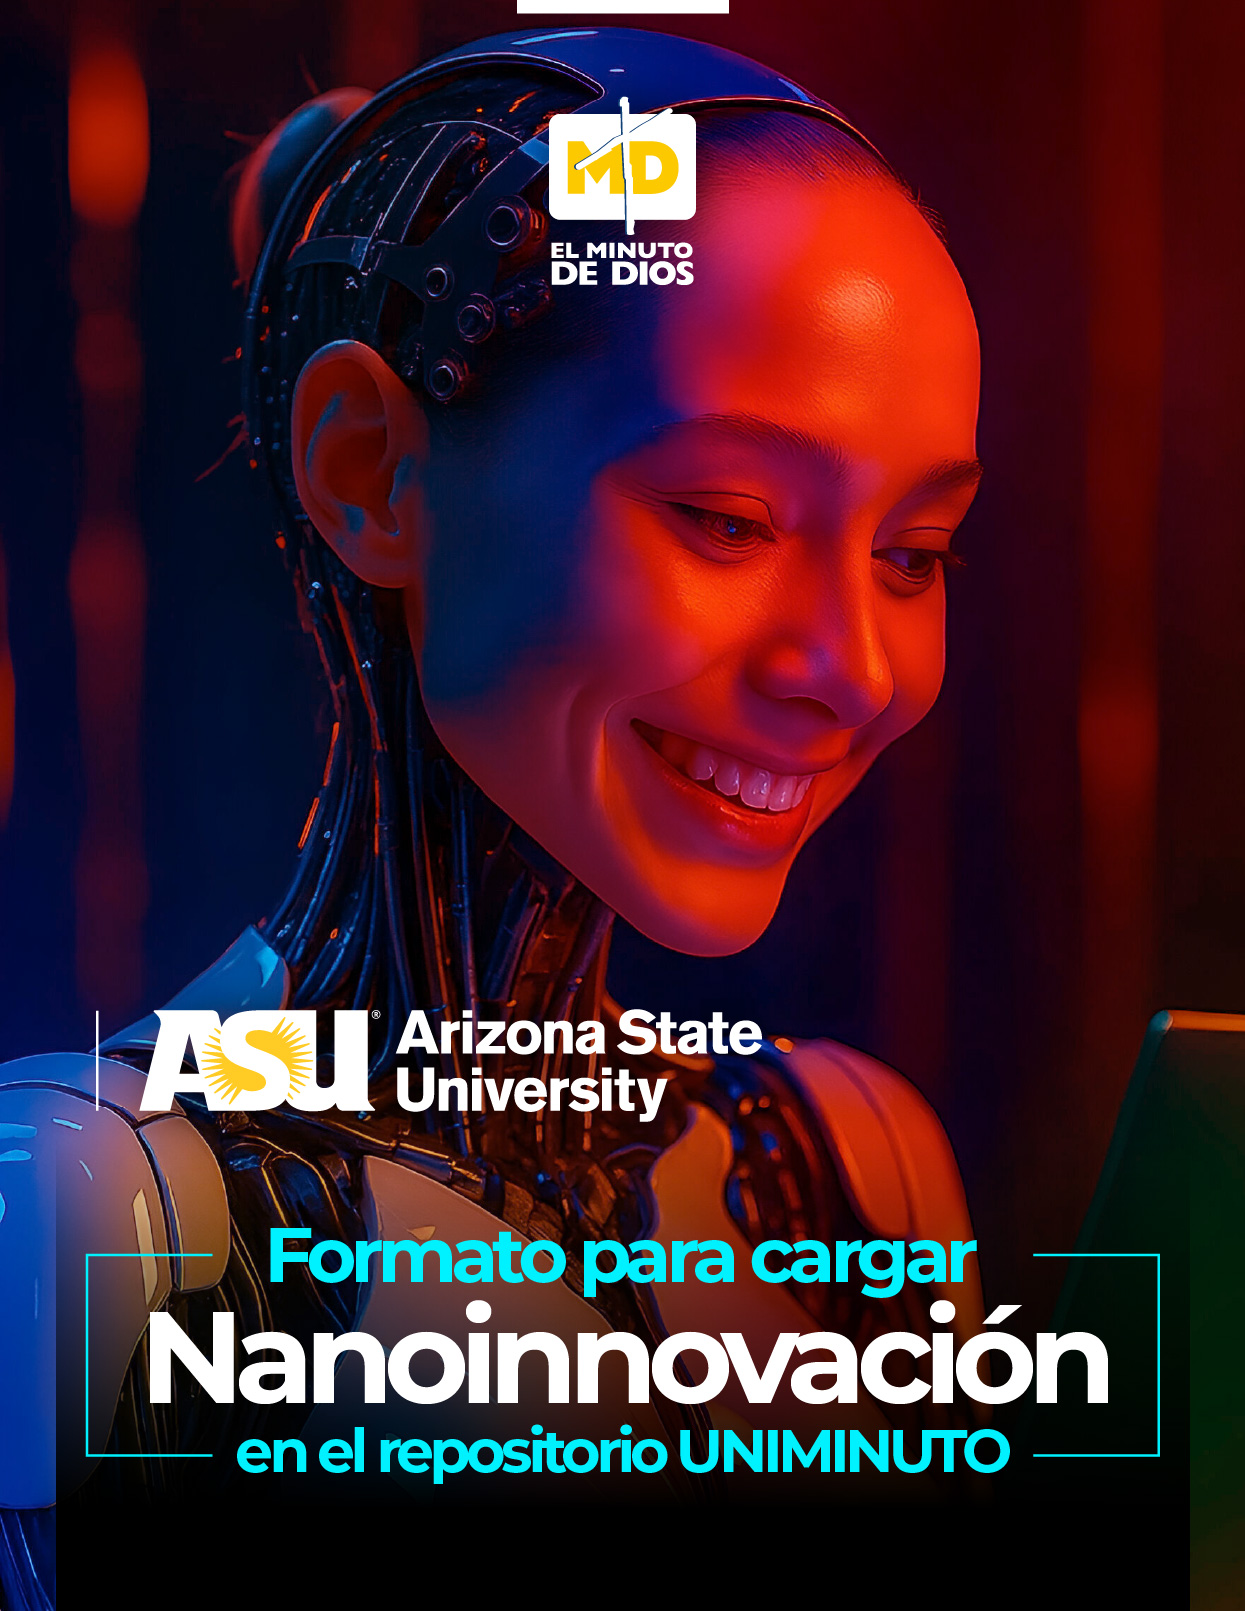 MD
EL MINUTO
DE DIOS
ASU® Arizona State
University
Formato para cargar
Nanoinnovación
en el repositorio UNIMINUTO